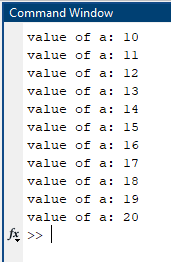 Command Window
value of a: 10
value of a: 11
value of a: 12
value of a: 13
value of a: 14
value of a: 15
value of a: 16
value of a: 17
value of a: 18
value of a: 19
value of a: 20
fx >>